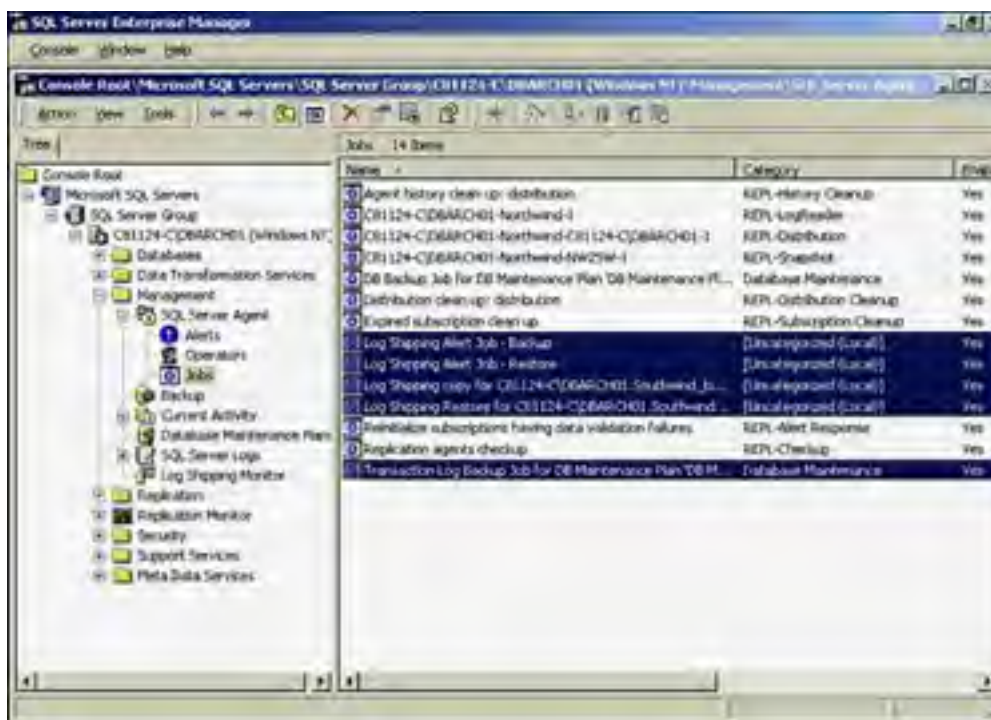 SQL Server Enterprise Manager
Console Window Help
Console Root\Microsoft SQL Servers\SQL Server Group\C81124-C\DBARCH01 (Windows NT)\Management\SQL Server Agent
Action View Tools
Tree
Jobs 14 Items
Console Root
Microsoft SQL Servers
SQL Server Group
C81124-C\DBARCH01 (Windows NT
Databases
Data Transformation Services
Management
SQL Server Agent
Alerts
Operators
Jobs
Backup
Current Activity
Database Maintenance Plans
SQL Server Logs
Log Shipping Monitor
Replication
Replication Monitor
Security
Support Services
Meta Data Services
Name Category Enab
Agent history clean up: distribution REPL-History Cleanup Yes
C81124-C\DBARCH01-Northwind-1 REPL-LogReader Yes
C81124-C\DBARCH01-Northwind-C81124-C\DBARCH01-1 REPL-Distribution Yes
C81124-C\DBARCH01-Northwind-NW2SW-1 REPL-Snapshot Yes
DB Backup Job for DB Maintenance Plan 'DB Maintenance Pl... Database Maintenance Yes
Distribution clean up: distribution REPL-Distribution Cleanup Yes
Expired subscription clean up REPL-Subscription Cleanup Yes
Log Shipping Alert Job - Backup [Uncategorized (Local)] Yes
Log Shipping Alert Job - Restore [Uncategorized (Local)] Yes
Log Shipping copy for C81124-C\DBARCH01.Southwind_b... [Uncategorized (Local)] Yes
Log Shipping Restore for C81124-C\DBARCH01.Southwind... [Uncategorized (Local)] Yes
Reinitialize subscriptions having data validation failures REPL-Alert Response Yes
Replication agents checkup REPL-Checkup Yes
Transaction Log Backup Job for DB Maintenance Plan 'DB M... Database Maintenance Yes